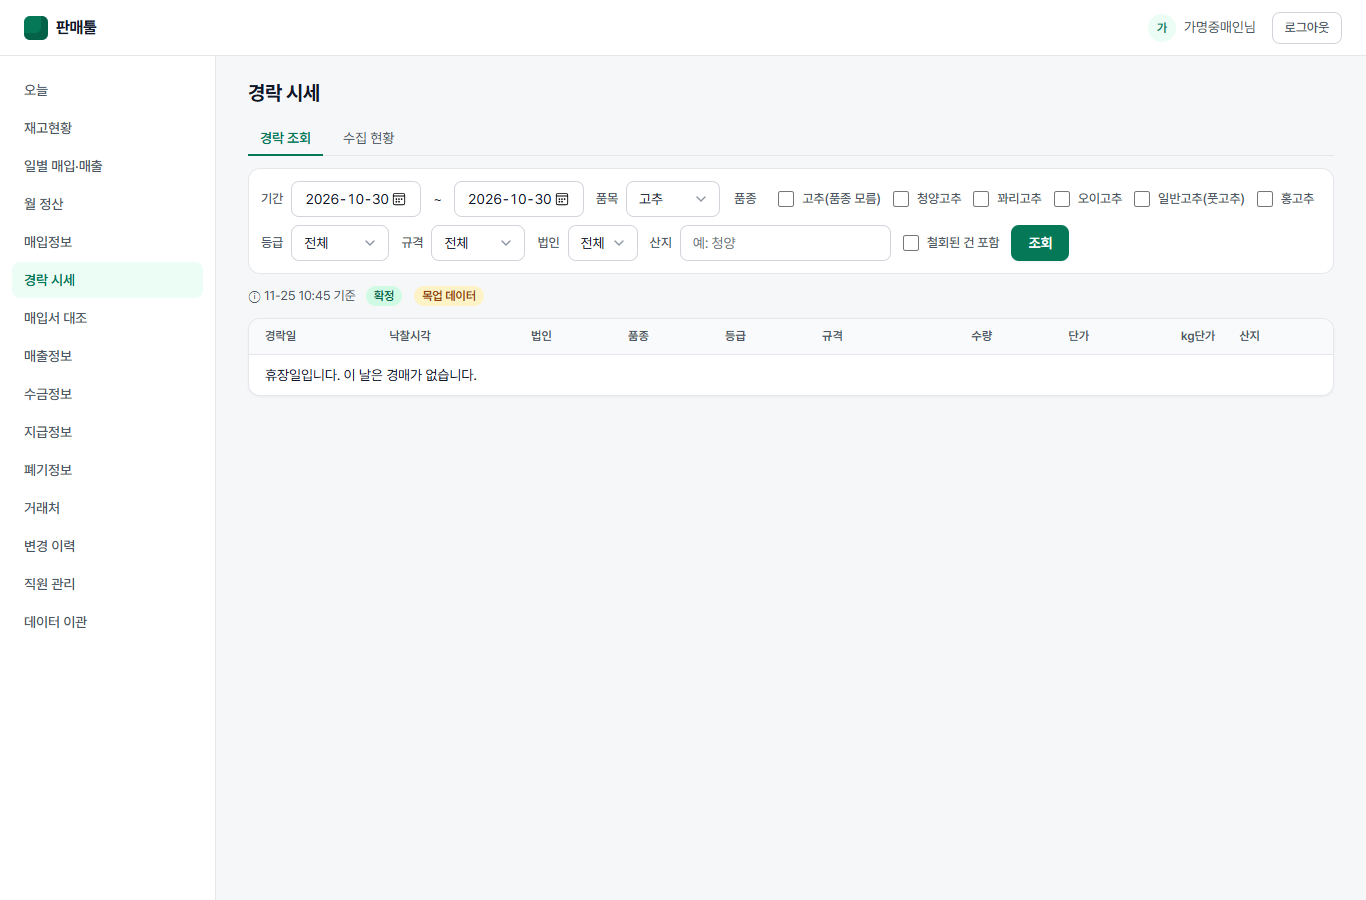 판매툴
가 가명중매인님 로그아웃
오늘
재고현황
일별 매입·매출
월 정산
매입정보
경락 시세
매입서 대조
매출정보
수금정보
지급정보
폐기정보
거래처
변경 이력
직원 관리
데이터 이관
경락 시세
경락 조회 수집 현황
기간 2026-10-30 ~ 2026-10-30 품목 고추 품종 고추(품종 모름) 청양고추 꽈리고추 오이고추 일반고추(풋고추) 홍고추
등급 전체 규격 전체 법인 전체 산지 예: 청양 철회된 건 포함 조회
11-25 10:45 기준 확정 목업 데이터
경락일 낙찰시각 법인 품종 등급 규격 수량 단가 kg단가 산지
휴장일입니다. 이 날은 경매가 없습니다.